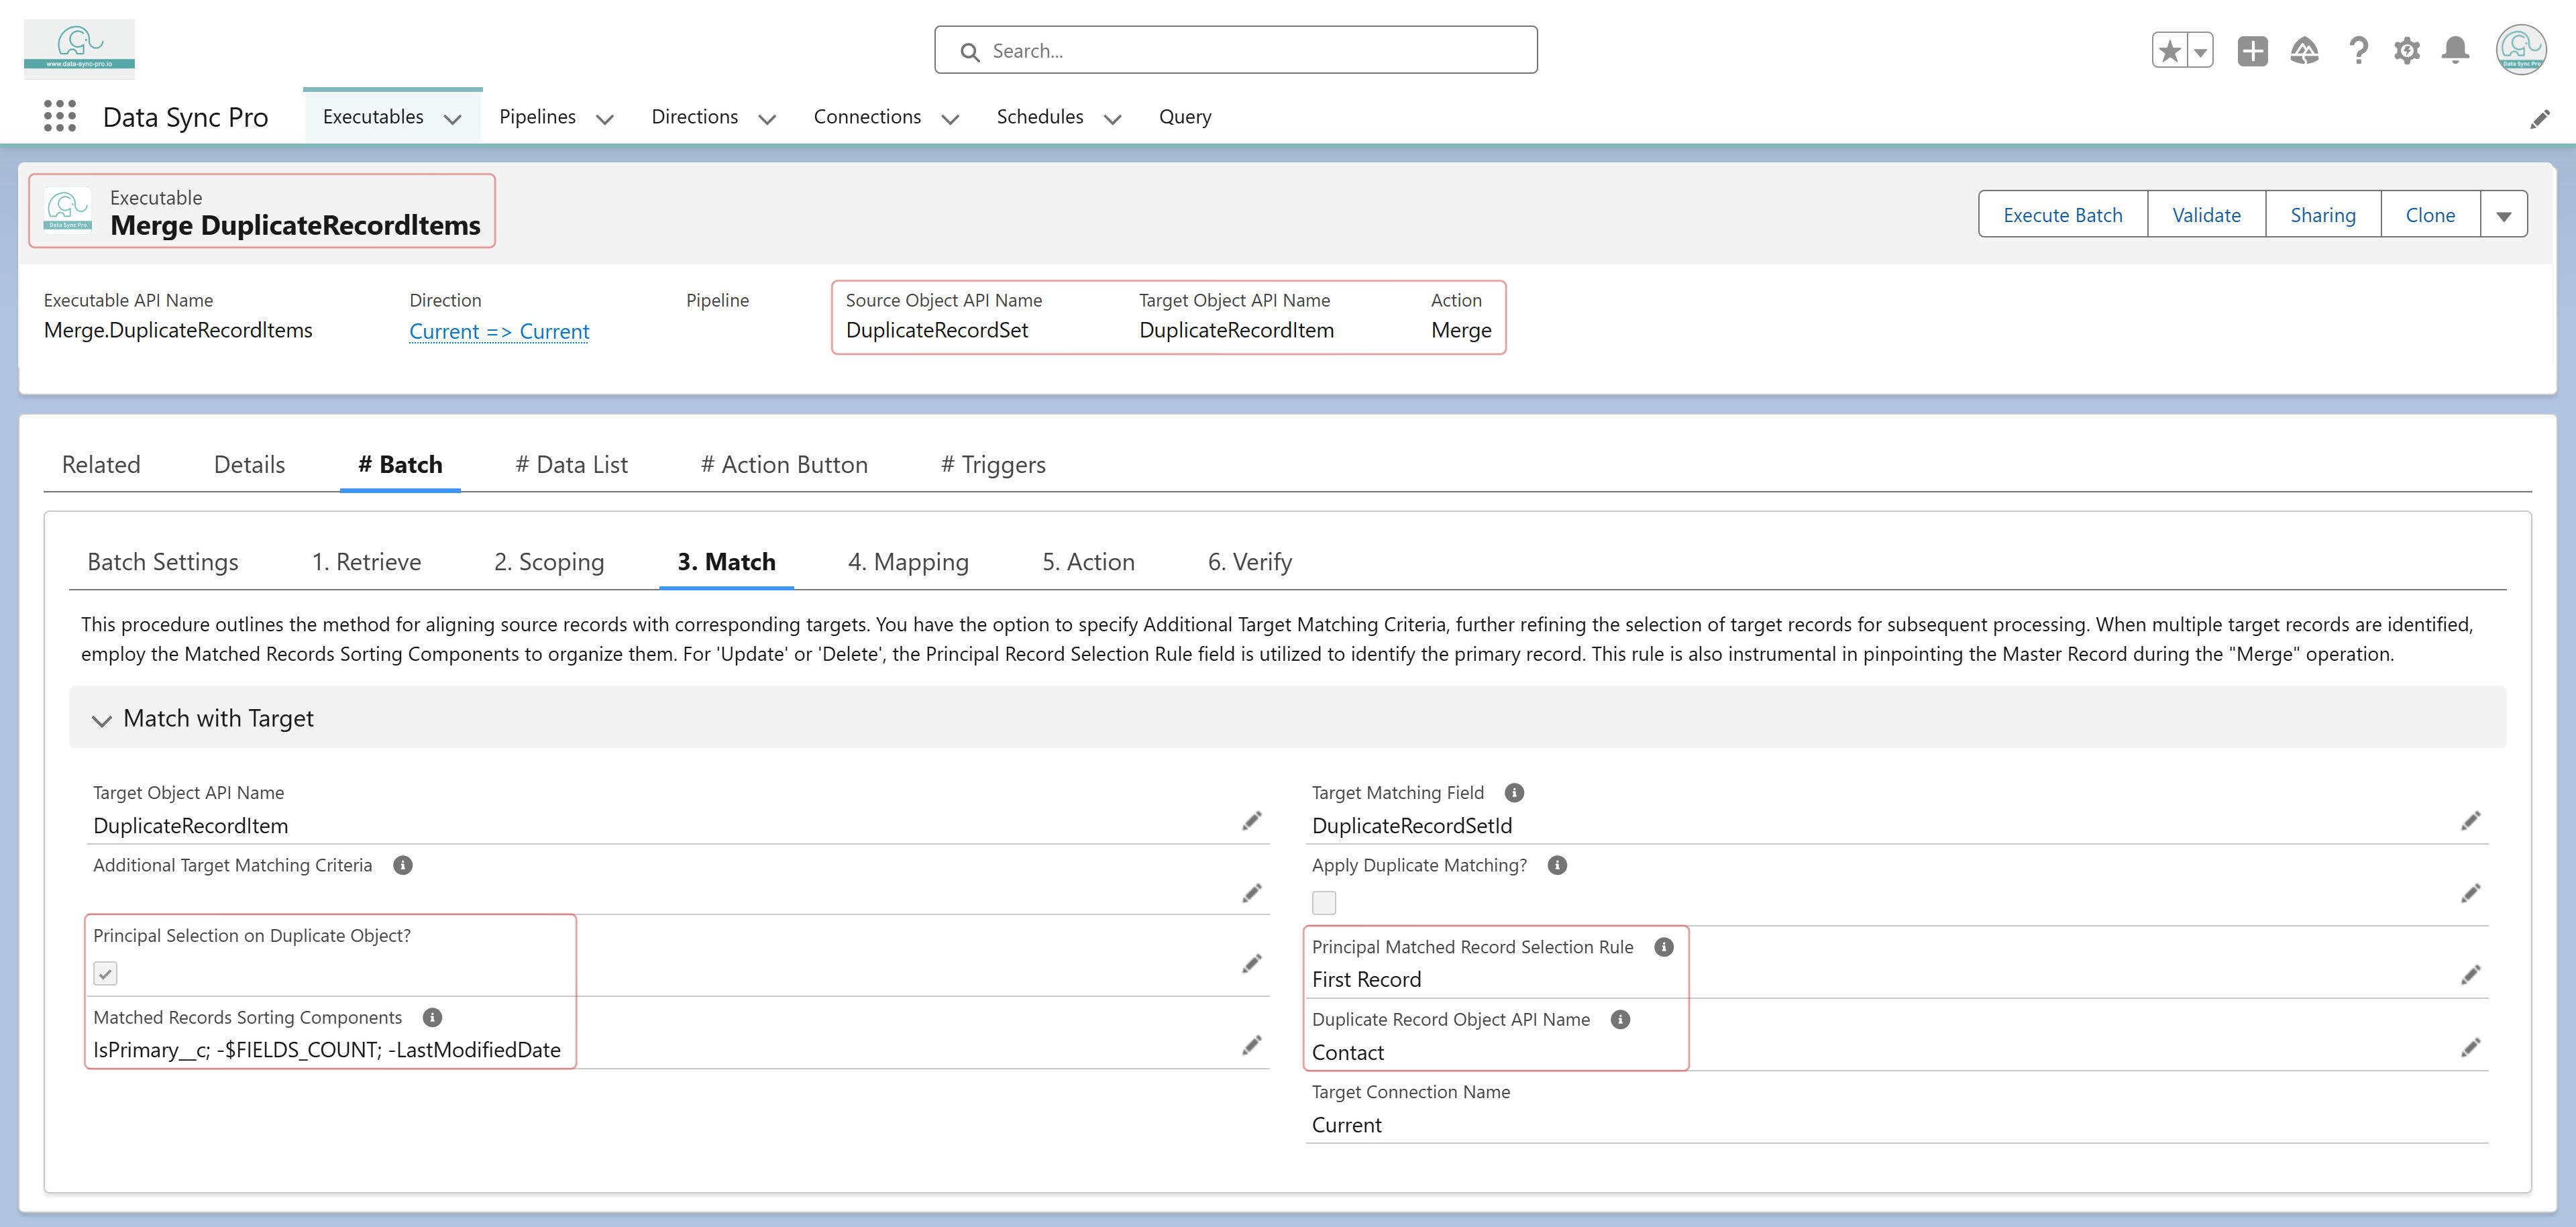 www.data-sync-pro.io
Search...
Data Sync Pro
Data Sync Pro
Executables
Pipelines
Directions
Connections
Schedules
Query
Data Sync Pro
Executable
Merge DuplicateRecordItems
Execute Batch
Validate
Sharing
Clone
Executable API Name
Direction
Pipeline
Source Object API Name
Target Object API Name
Action
Merge.DuplicateRecordItems
Current => Current
DuplicateRecordSet
DuplicateRecordItem
Merge
Related
Details
# Batch
# Data List
# Action Button
# Triggers
Batch Settings
1. Retrieve
2. Scoping
3. Match
4. Mapping
5. Action
6. Verify
This procedure outlines the method for aligning source records with corresponding targets. You have the option to specify Additional Target Matching Criteria, further refining the selection of target records for subsequent processing. When multiple target records are identified,
employ the Matched Records Sorting Components to organize them. For 'Update' or 'Delete', the Principal Record Selection Rule field is utilized to identify the primary record. This rule is also instrumental in pinpointing the Master Record during the "Merge" operation.
Match with Target
Target Object API Name
DuplicateRecordItem
Additional Target Matching Criteria
Principal Selection on Duplicate Object?
Matched Records Sorting Components
IsPrimary__c; -$FIELDS_COUNT; -LastModifiedDate
Target Matching Field
DuplicateRecordSetId
Apply Duplicate Matching?
Principal Matched Record Selection Rule
First Record
Duplicate Record Object API Name
Contact
Target Connection Name
Current